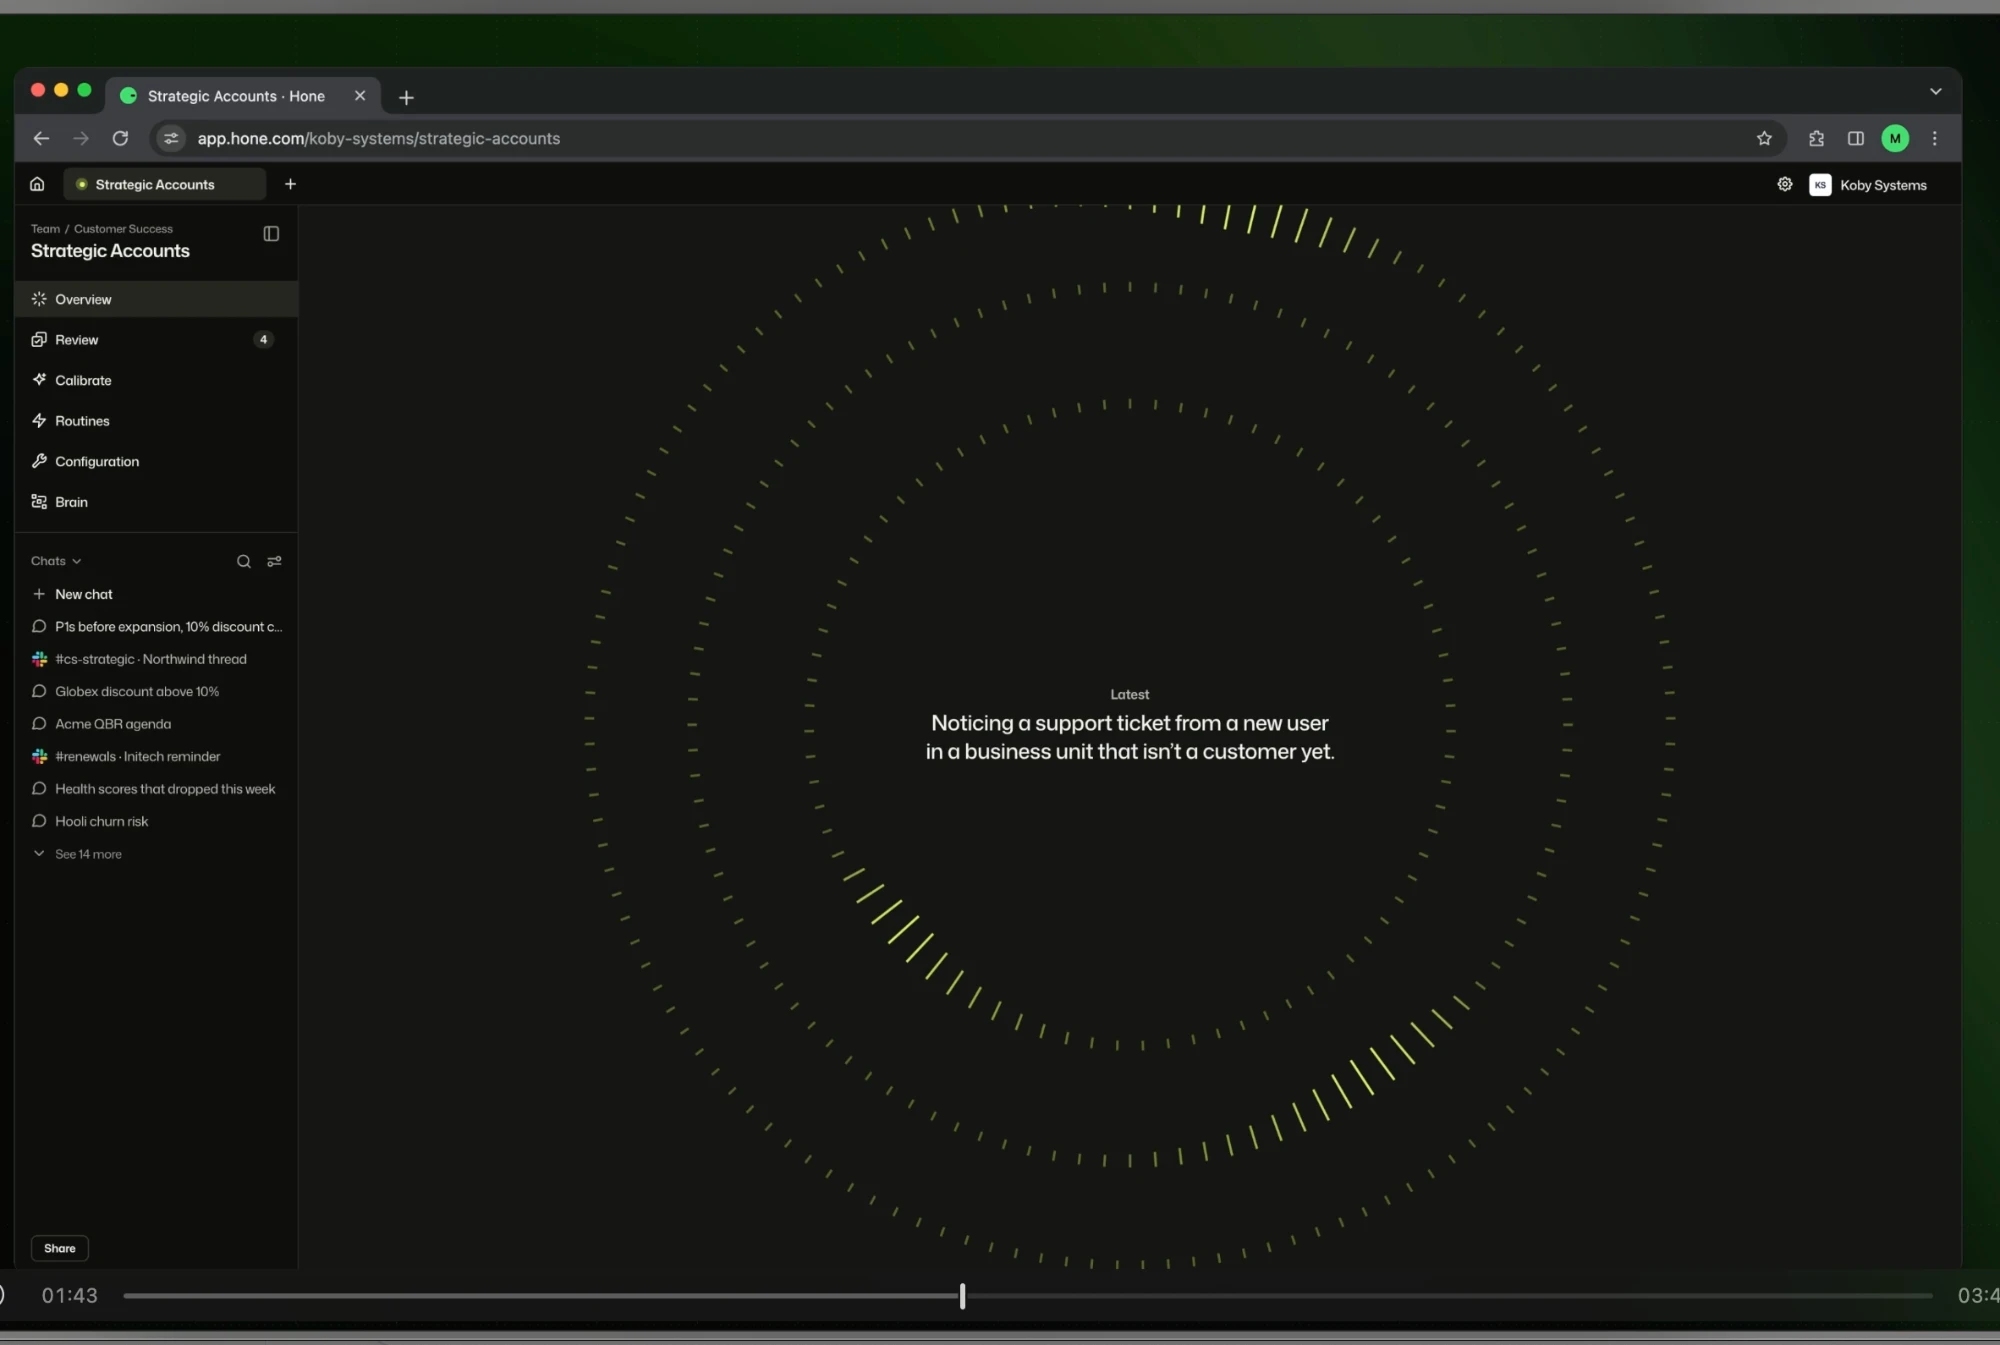 Strategic Accounts · Hone
app.hone.com/koby-systems/strategic-accounts
M
Strategic Accounts
KS
Koby Systems
Team / Customer Success
Strategic Accounts
Overview
Review
4
Calibrate
Routines
Configuration
Brain
Chats
New chat
P1s before expansion, 10% discount c...
#cs-strategic · Northwind thread
Globex discount above 10%
Acme QBR agenda
#renewals · Initech reminder
Health scores that dropped this week
Hooli churn risk
See 14 more
Latest
Noticing a support ticket from a new user
in a business unit that isn’t a customer yet.
Share
01:43
03:4